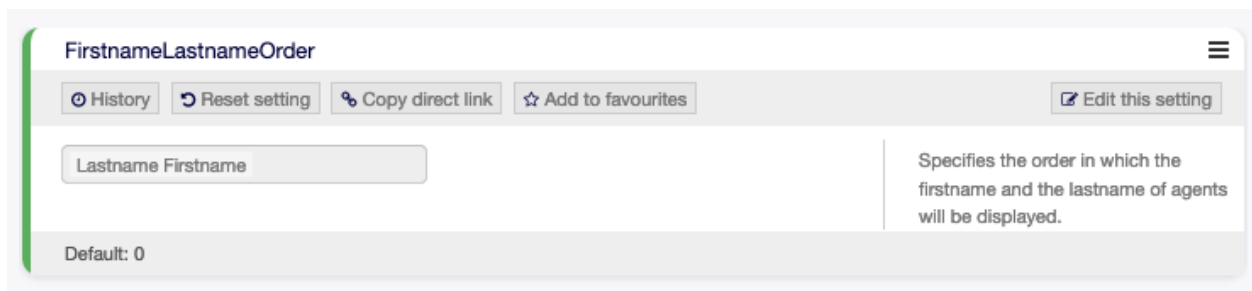 FirstnameLastnameOrder
History Reset setting Copy direct link Add to favourites Edit this setting
Lastname Firstname
Specifies the order in which the
firstname and the lastname of agents
will be displayed.
Default: 0